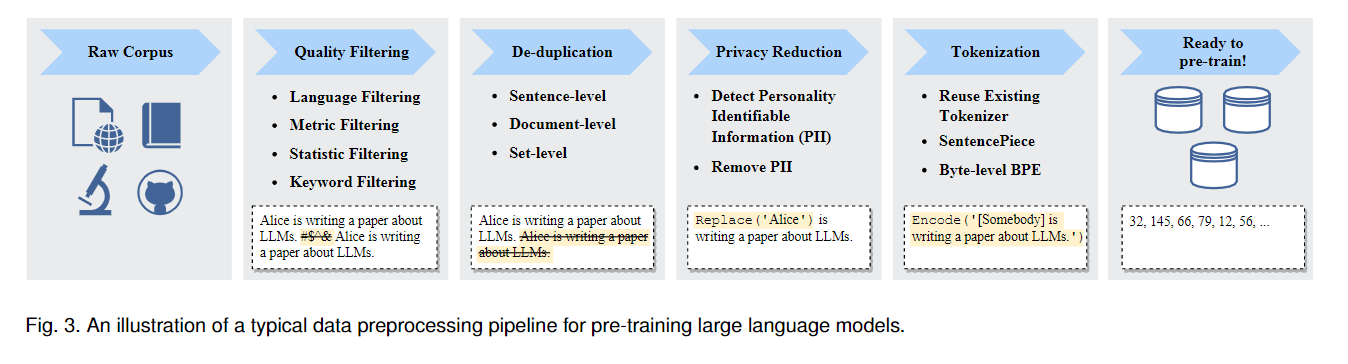 Raw Corpus
Quality Filtering
• Language Filtering
• Metric Filtering
• Statistic Filtering
• Keyword Filtering
Alice is writing a paper about
LLMs. #$^& Alice is writing
a paper about LLMs.
De-duplication
• Sentence-level
• Document-level
• Set-level
Alice is writing a paper about
LLMs. Alice is writing a paper
about LLMs.
Privacy Reduction
• Detect Personality
Identifiable
Information (PII)
• Remove PII
Replace('Alice') is
writing a paper about LLMs.
Tokenization
• Reuse Existing
Tokenizer
• SentencePiece
• Byte-level BPE
Encode('[Somebody] is
writing a paper about LLMs.')
Ready to
pre-train!
32, 145, 66, 79, 12, 56, ...
Fig. 3. An illustration of a typical data preprocessing pipeline for pre-training large language models.